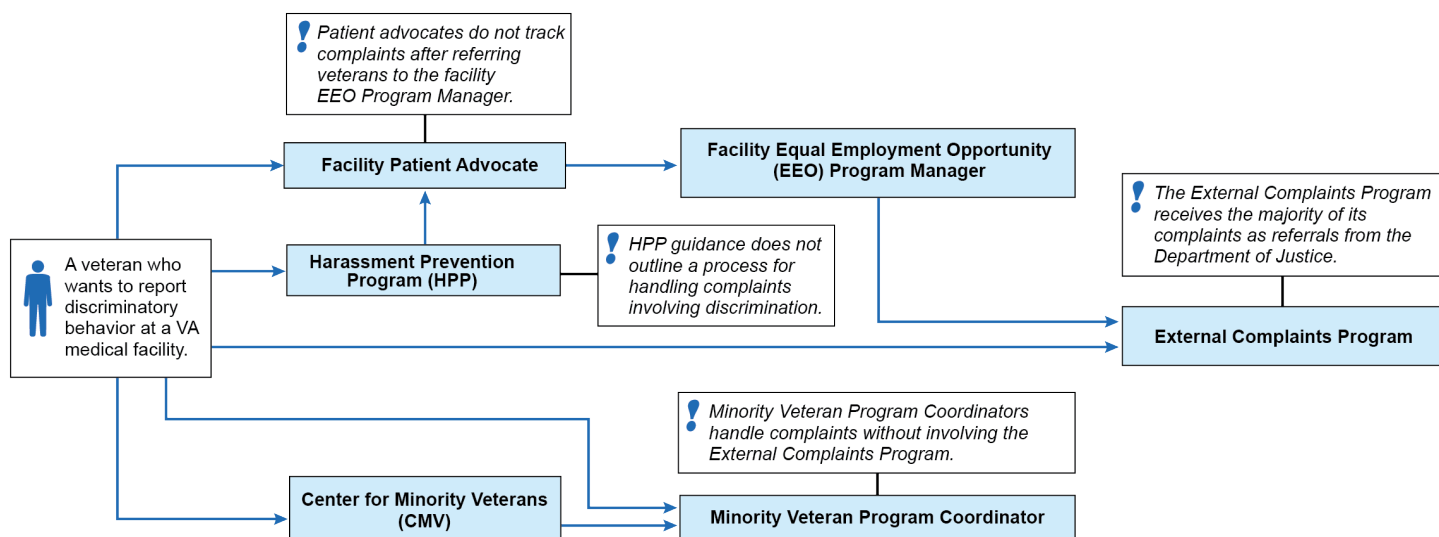 Patient advocates do not track
complaints after referring
veterans to the facility
EEO Program Manager.
Facility Patient Advocate
Facility Equal Employment Opportunity
(EEO) Program Manager
The External Complaints Program
receives the majority of its
complaints as referrals from the
Department of Justice.
A veteran who
wants to report
discriminatory
behavior at a VA
medical facility.
Harassment Prevention
Program (HPP)
HPP guidance does not
outline a process for
handling complaints
involving discrimination.
External Complaints Program
Minority Veteran Program Coordinators
handle complaints without involving the
External Complaints Program.
Center for Minority Veterans
(CMV)
Minority Veteran Program Coordinator